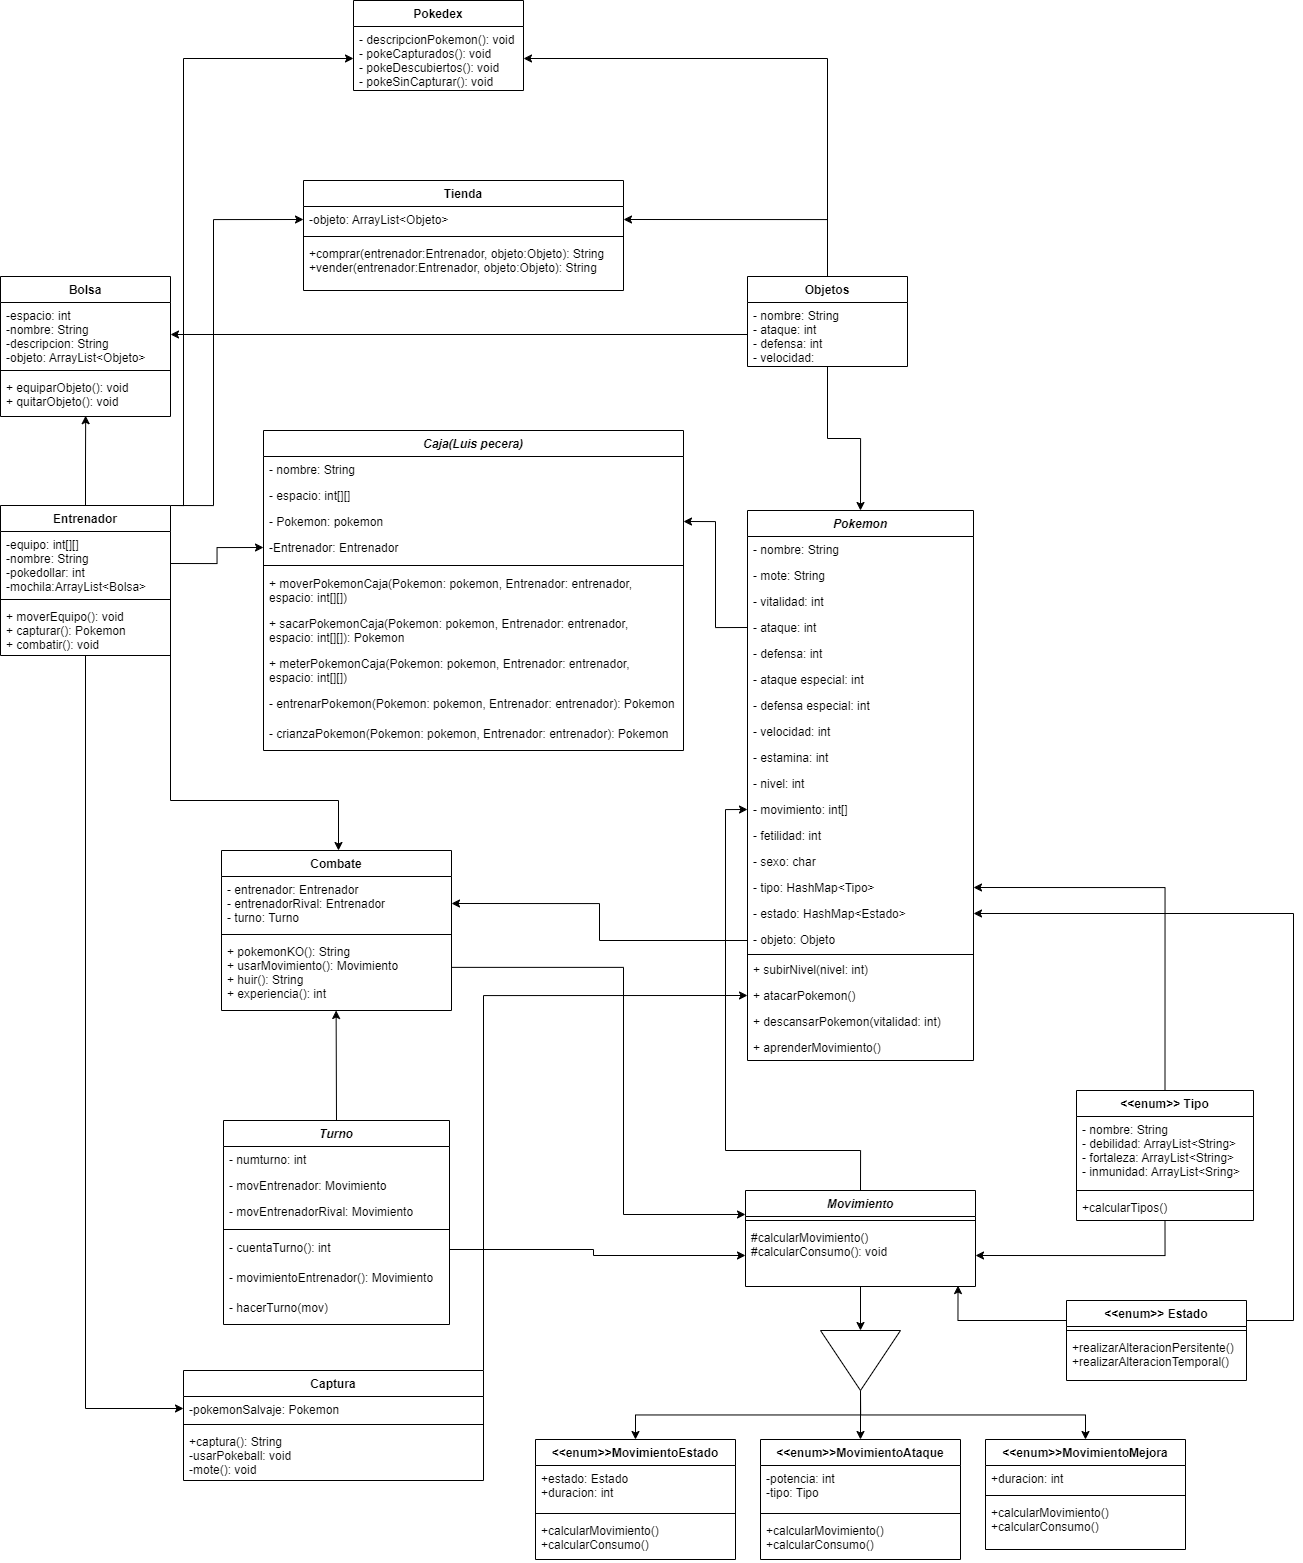 Pokedex
- descripcionPokemon(): void
- pokeCapturados(): void
- pokeDescubiertos(): void
- pokeSinCapturar(): void
Tienda
-objeto: ArrayList<Objeto>
+comprar(entrenador:Entrenador, objeto:Objeto): String
+vender(entrenador:Entrenador, objeto:Objeto): String
Bolsa
-espacio: int
-nombre: String
-descripcion: String
-objeto: ArrayList<Objeto>
+ equiparObjeto(): void
+ quitarObjeto(): void
Objetos
- nombre: String
- ataque: int
- defensa: int
- velocidad:
Caja(Luis pecera)
- nombre: String
- espacio: int[][]
- Pokemon: pokemon
-Entrenador: Entrenador
+ moverPokemonCaja(Pokemon: pokemon, Entrenador: entrenador,
espacio: int[][])
+ sacarPokemonCaja(Pokemon: pokemon, Entrenador: entrenador,
espacio: int[][]): Pokemon
+ meterPokemonCaja(Pokemon: pokemon, Entrenador: entrenador,
espacio: int[][])
- entrenarPokemon(Pokemon: pokemon, Entrenador: entrenador): Pokemon
- crianzaPokemon(Pokemon: pokemon, Entrenador: entrenador): Pokemon
Entrenador
-equipo: int[][]
-nombre: String
-pokedollar: int
-mochila:ArrayList<Bolsa>
+ moverEquipo(): void
+ capturar(): Pokemon
+ combatir(): void
Pokemon
- nombre: String
- mote: String
- vitalidad: int
- ataque: int
- defensa: int
- ataque especial: int
- defensa especial: int
- velocidad: int
- estamina: int
- nivel: int
- movimiento: int[]
- fetilidad: int
- sexo: char
- tipo: HashMap<Tipo>
- estado: HashMap<Estado>
- objeto: Objeto
+ subirNivel(nivel: int)
+ atacarPokemon()
+ descansarPokemon(vitalidad: int)
+ aprenderMovimiento()
Combate
- entrenador: Entrenador
- entrenadorRival: Entrenador
- turno: Turno
+ pokemonKO(): String
+ usarMovimiento(): Movimiento
+ huir(): String
+ experiencia(): int
Turno
- numturno: int
- movEntrenador: Movimiento
- movEntrenadorRival: Movimiento
- cuentaTurno(): int
- movimientoEntrenador(): Movimiento
- hacerTurno(mov)
<<enum>> Tipo
- nombre: String
- debilidad: ArrayList<String>
- fortaleza: ArrayList<String>
- inmunidad: ArrayList<Sring>
+calcularTipos()
Movimiento
#calcularMovimiento()
#calcularConsumo(): void
<<enum>> Estado
+realizarAlteracionPersitente()
+realizarAlteracionTemporal()
Captura
-pokemonSalvaje: Pokemon
+captura(): String
-usarPokeball: void
-mote(): void
<<enum>>MovimientoEstado
+estado: Estado
+duracion: int
+calcularMovimiento()
+calcularConsumo()
<<enum>>MovimientoAtaque
-potencia: int
-tipo: Tipo
+calcularMovimiento()
+calcularConsumo()
<<enum>>MovimientoMejora
+duracion: int
+calcularMovimiento()
+calcularConsumo()